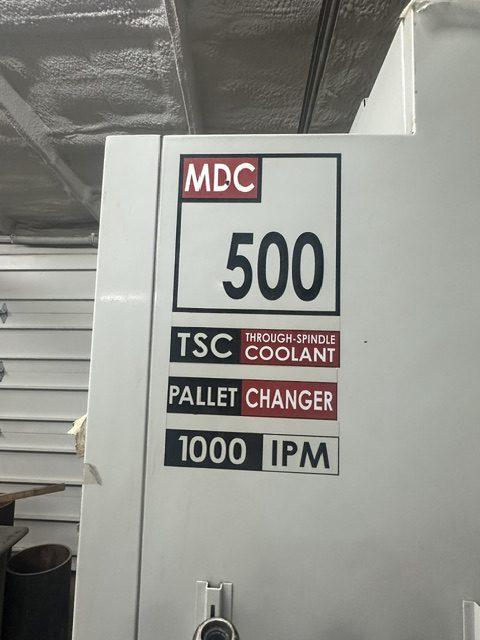 MDC
500
TSC THROUGH-SPINDLE
COOLANT
PALLET CHANGER
1000 IPM